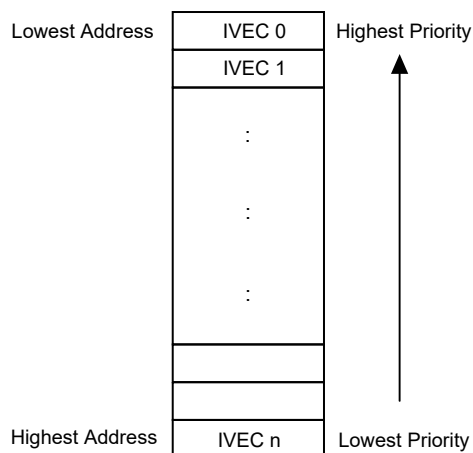 Lowest Address IVEC 0 Highest Priority
IVEC 1
:
:
:
Highest Address IVEC n Lowest Priority